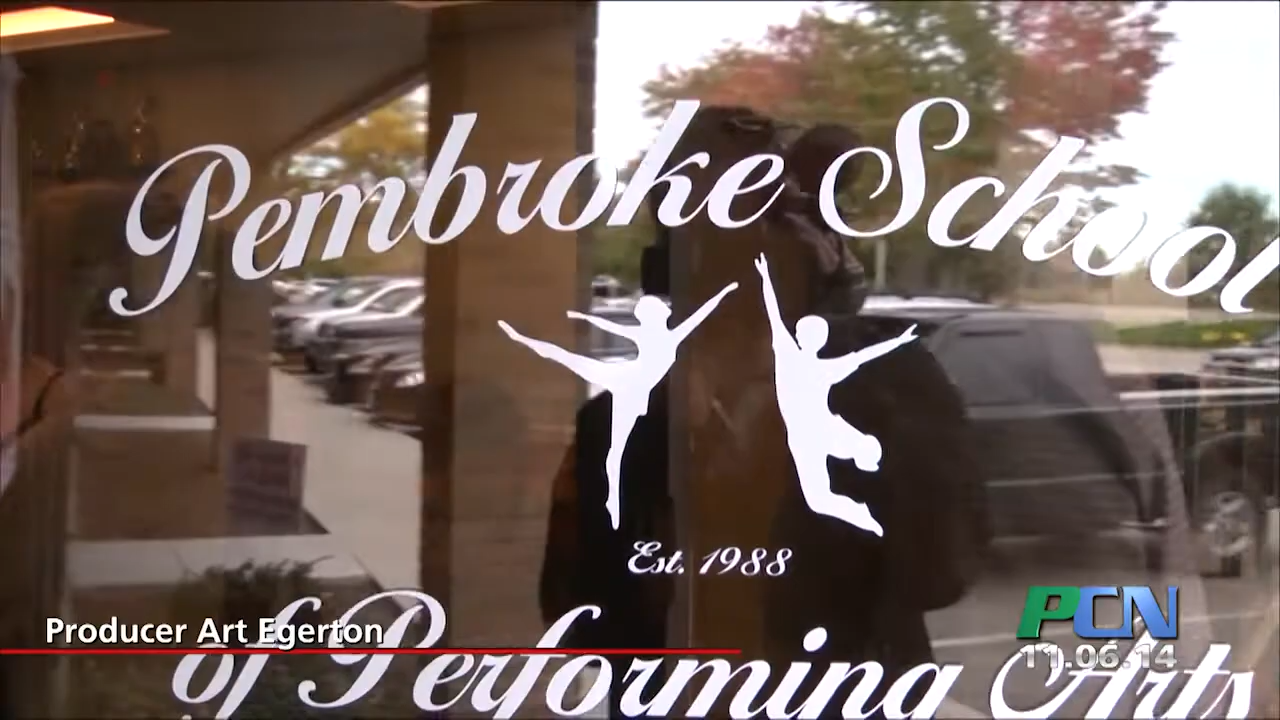 Pembroke School
Est. 1988
of Performing Arts
Producer Art Egerton
PCN
11.06.14